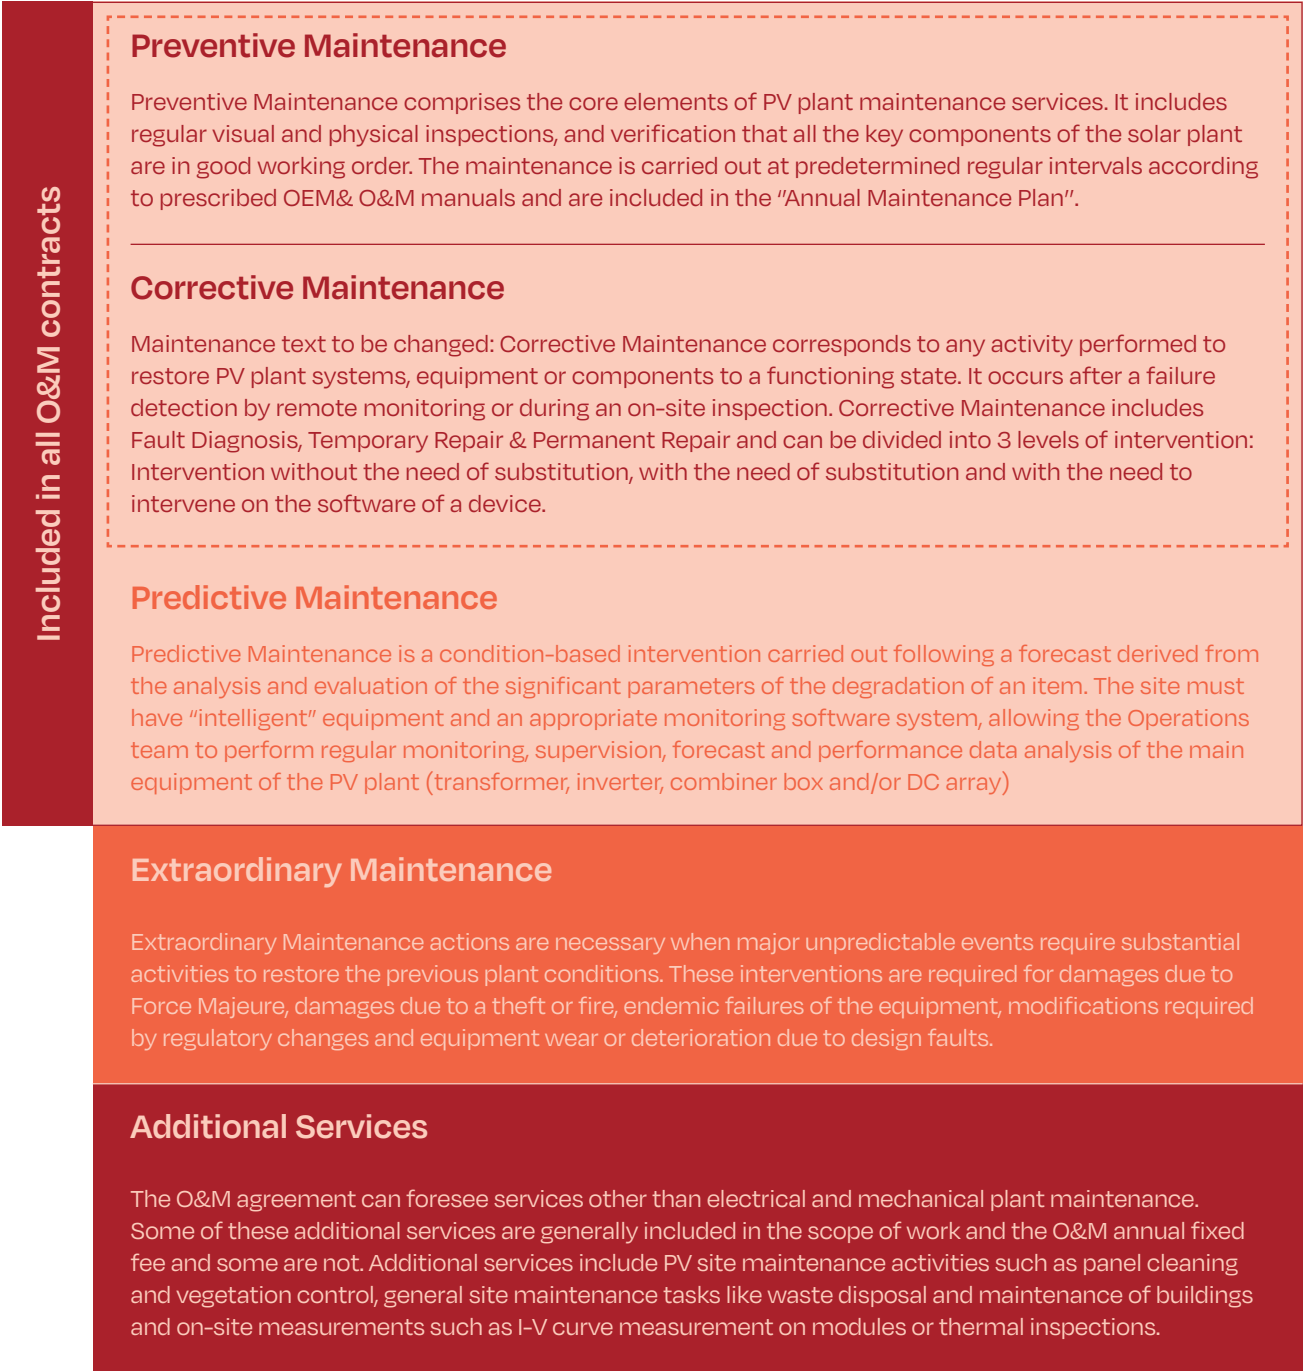 Included in all O&M contracts
Preventive Maintenance
Preventive Maintenance comprises the core elements of PV plant maintenance services. It includes
regular visual and physical inspections, and verification that all the key components of the solar plant
are in good working order. The maintenance is carried out at predetermined regular intervals according
to prescribed OEM& O&M manuals and are included in the “Annual Maintenance Plan”.
Corrective Maintenance
Maintenance text to be changed: Corrective Maintenance corresponds to any activity performed to
restore PV plant systems, equipment or components to a functioning state. It occurs after a failure
detection by remote monitoring or during an on-site inspection. Corrective Maintenance includes
Fault Diagnosis, Temporary Repair & Permanent Repair and can be divided into 3 levels of intervention:
Intervention without the need of substitution, with the need of substitution and with the need to
intervene on the software of a device.
Predictive Maintenance
Predictive Maintenance is a condition-based intervention carried out following a forecast derived from
the analysis and evaluation of the significant parameters of the degradation of an item. The site must
have “intelligent” equipment and an appropriate monitoring software system, allowing the Operations
team to perform regular monitoring, supervision, forecast and performance data analysis of the main
equipment of the PV plant (transformer, inverter, combiner box and/or DC array)
Extraordinary Maintenance
Extraordinary Maintenance actions are necessary when major unpredictable events require substantial
activities to restore the previous plant conditions. These interventions are required for damages due to
Force Majeure, damages due to a theft or fire, endemic failures of the equipment, modifications required
by regulatory changes and equipment wear or deterioration due to design faults.
Additional Services
The O&M agreement can foresee services other than electrical and mechanical plant maintenance.
Some of these additional services are generally included in the scope of work and the O&M annual fixed
fee and some are not. Additional services include PV site maintenance activities such as panel cleaning
and vegetation control, general site maintenance tasks like waste disposal and maintenance of buildings
and on-site measurements such as I-V curve measurement on modules or thermal inspections.